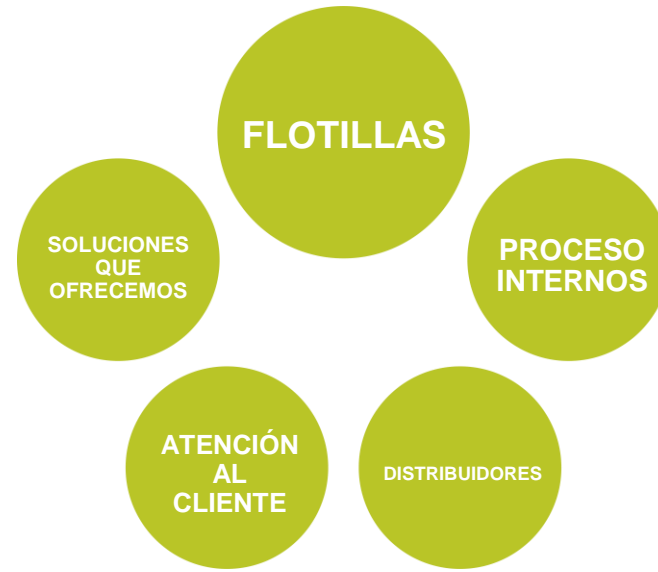 FLOTILLAS
SOLUCIONES
QUE
OFRECEMOS
PROCESO
INTERNOS
ATENCIÓN
AL
CLIENTE
DISTRIBUIDORES